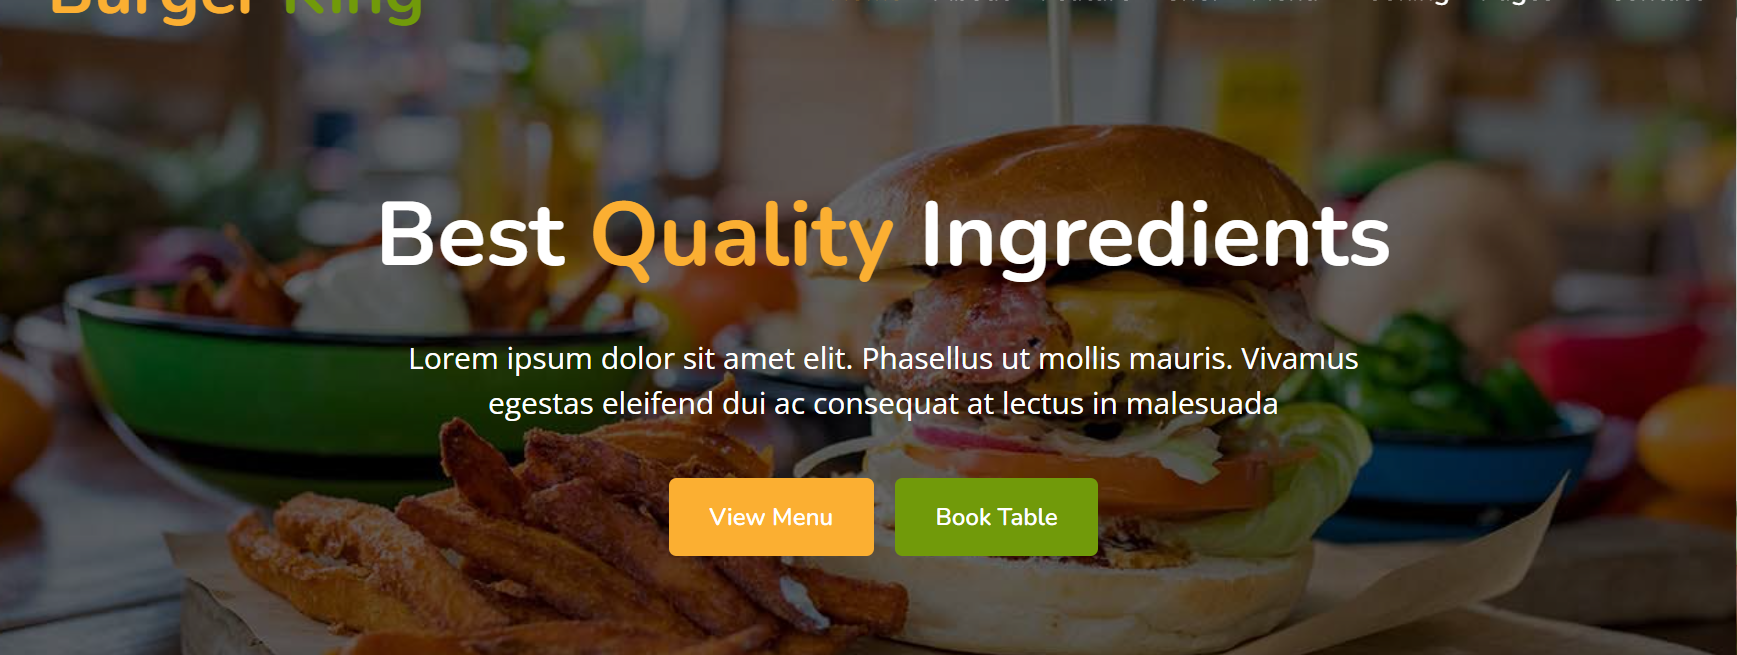 Burger King
Best Quality Ingredients
Lorem ipsum dolor sit amet elit. Phasellus ut mollis mauris. Vivamus
egestas eleifend dui ac consequat at lectus in malesuada
View Menu
Book Table